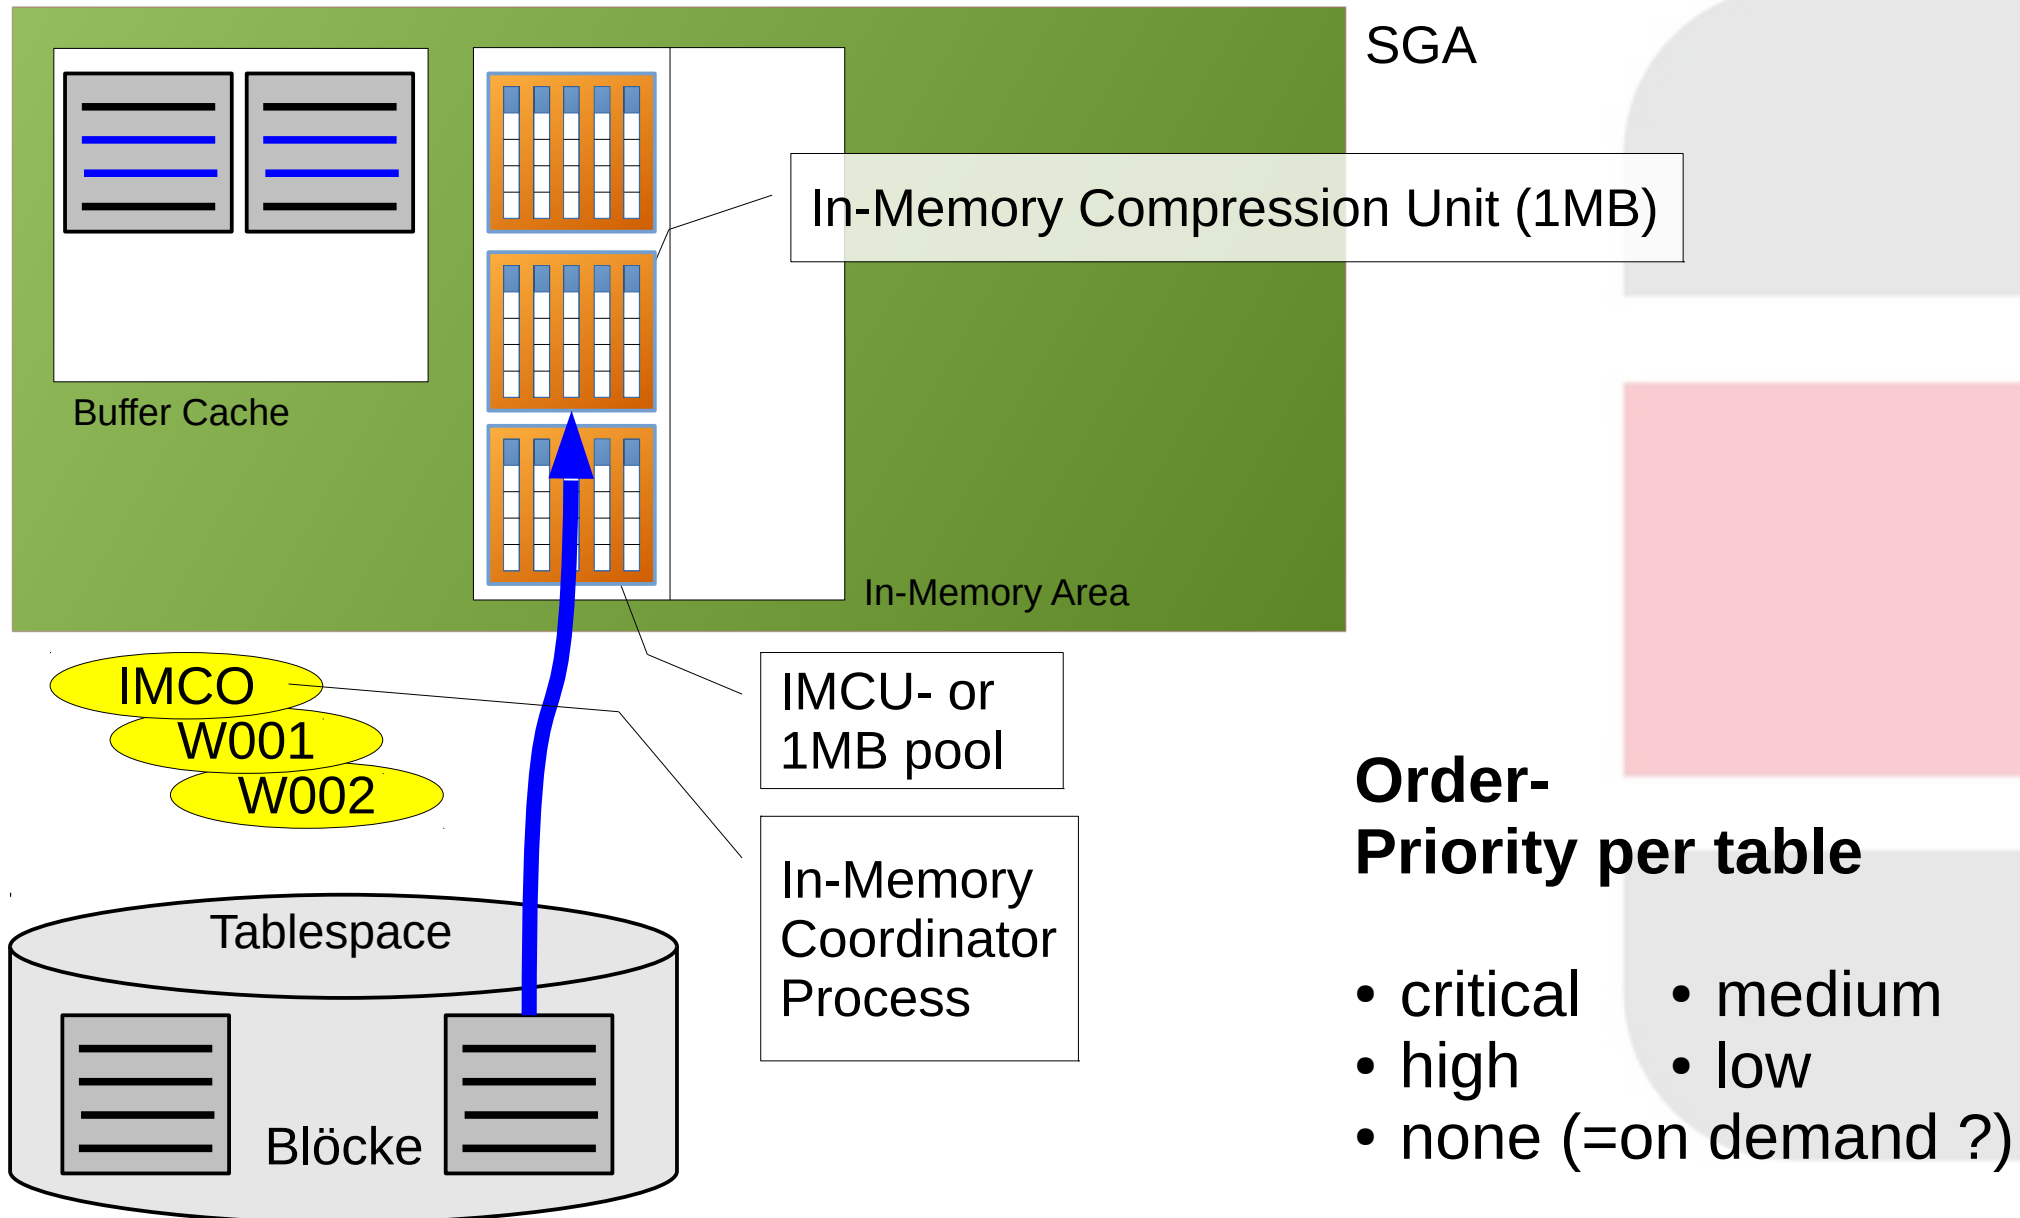 SGA
In-Memory Compression Unit (1MB)
Buffer Cache
In-Memory Area
IMCO
W001
W002
IMCU- or
1MB pool
In-Memory
Coordinator
Process
Tablespace
Blöcke
Order-
Priority per table
• critical
• medium
• high
• low
• none (=on demand ?)